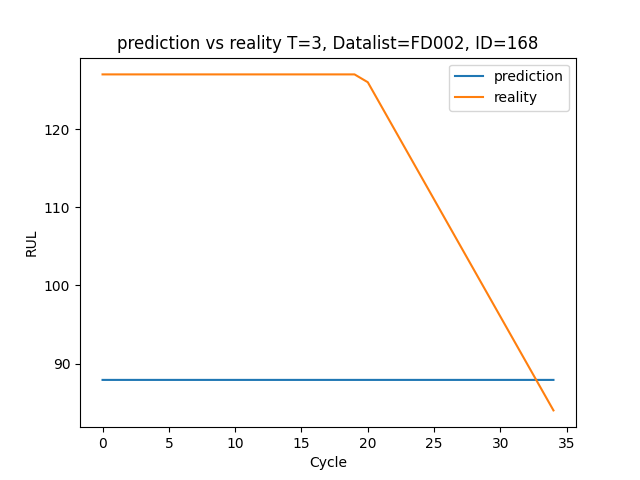 prediction vs reality T=3, Datalist=FD002, ID=168
prediction
reality
120
110
100
90
RUL
0 5 10 15 20 25 30 35
Cycle